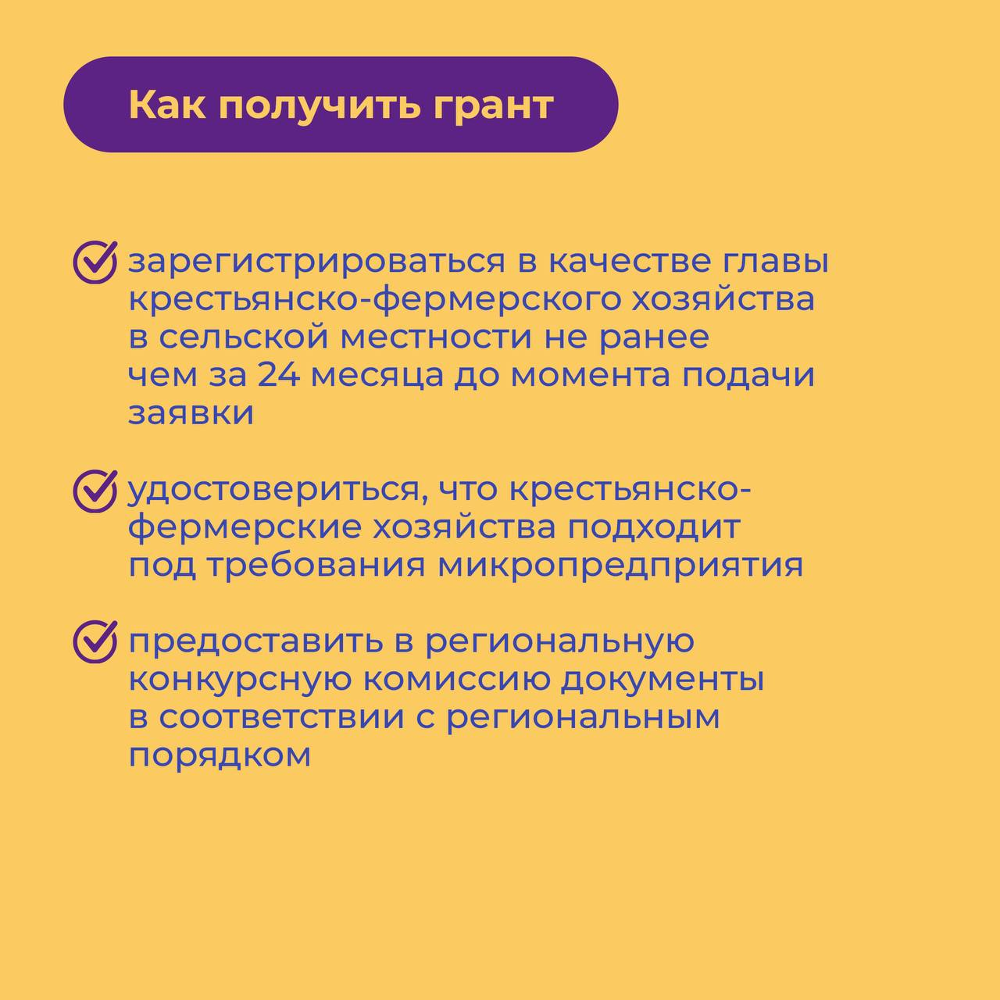 Как получить грант
зарегистрироваться в качестве главы
крестьянско-фермерского хозяйства
в сельской местности не ранее
чем за 24 месяца до момента подачи
заявки
удостовериться, что крестьянско-
фермерские хозяйства подходит
под требования микропредприятия
предоставить в региональную
конкурсную комиссию документы
в соответствии с региональным
порядком